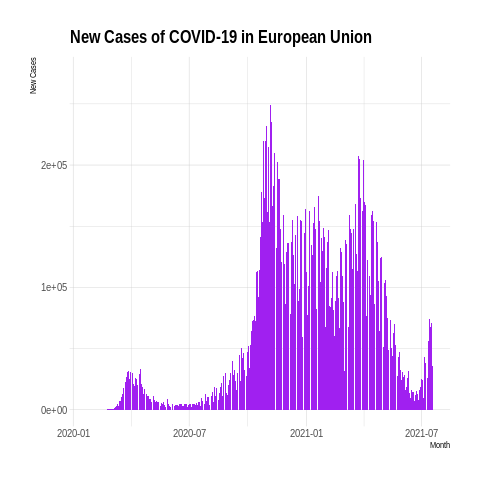 New Cases of COVID-19 in European Union
New Cases
2e+05
1e+05
0e+00
2020-01 2020-07 2021-01 2021-07
Month